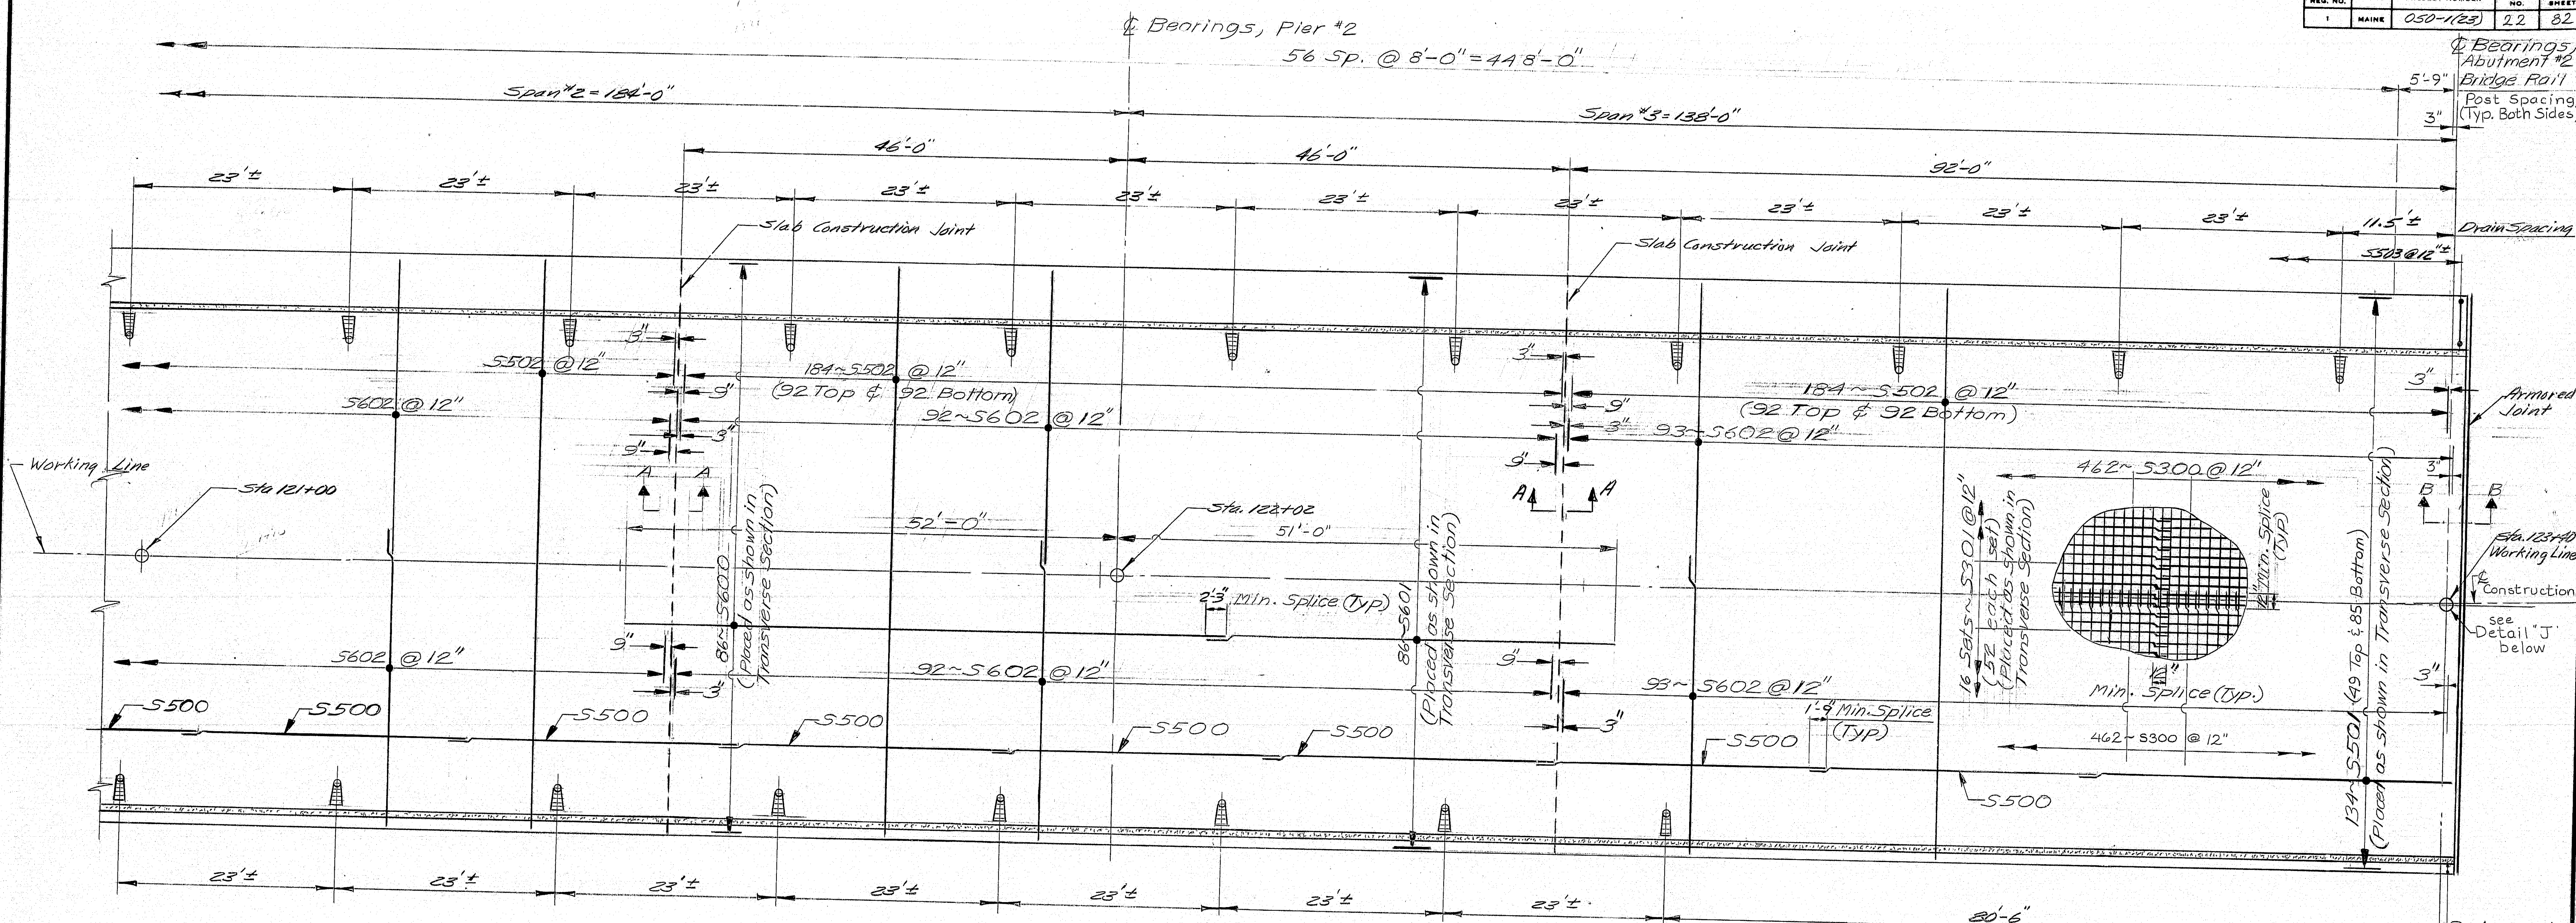 REG. NO.
NO.
SHEET
1 MAINE 050-1(23) 22 82
℄ Bearings, Pier #2
56 Sp. @ 8'-0" = 448'-0"
℄ Bearings,
Abutment #2
5'-9" Bridge Rail
Post Spacing
(Typ. Both Sides)
3"
Span #2 = 184'-0"
Span #3 = 138'-0"
46'-0"
46'-0"
92'-0"
23'±
23'±
23'±
23'±
23'±
23'±
23'±
23'±
23'±
23'±
11.5'±
Drain Spacing
Slab Construction Joint
Slab Construction Joint
S503 @ 12"±
3"
3"
S502 @ 12"
184~S502 @ 12"
(92 Top & 92 Bottom)
9"
184~S502 @ 12"
(92 Top & 92 Bottom)
9"
3"
Armored
Joint
S602 @ 12"
92~S602 @ 12"
3"
3"
93~S602 @ 12"
9"
9"
Working Line
Sta 121+00
A A
A A
462~S300 @ 12"
3"
B B
52'-0"
Sta. 122+02
51'-0"
86~S600
(Placed as shown in
Transverse Section)
86~S601
(Placed as shown in
Transverse Section)
16 Sets~S301 @ 12"
(52 each set)
(Placed as shown in
Transverse Section)
12" Min. Splice
(Typ)
134~S501 (49 Top & 85 Bottom)
(Placed as shown in Transverse Section)
Sta. 123+40
Working Line
℄
Construction
see
Detail "J"
below
2'-3" Min. Splice (Typ)
12"
Min. Splice (Typ.)
S602 @ 12"
9"
92~S602 @ 12"
3"
9"
93~S602 @ 12"
3"
3"
S500
S500
S500
S500
S500
S500
S500
1'-9" Min. Splice
(Typ)
462~S300 @ 12"
S500
23'±
23'±
23'±
23'±
23'±
23'±
23'±
80'-6"